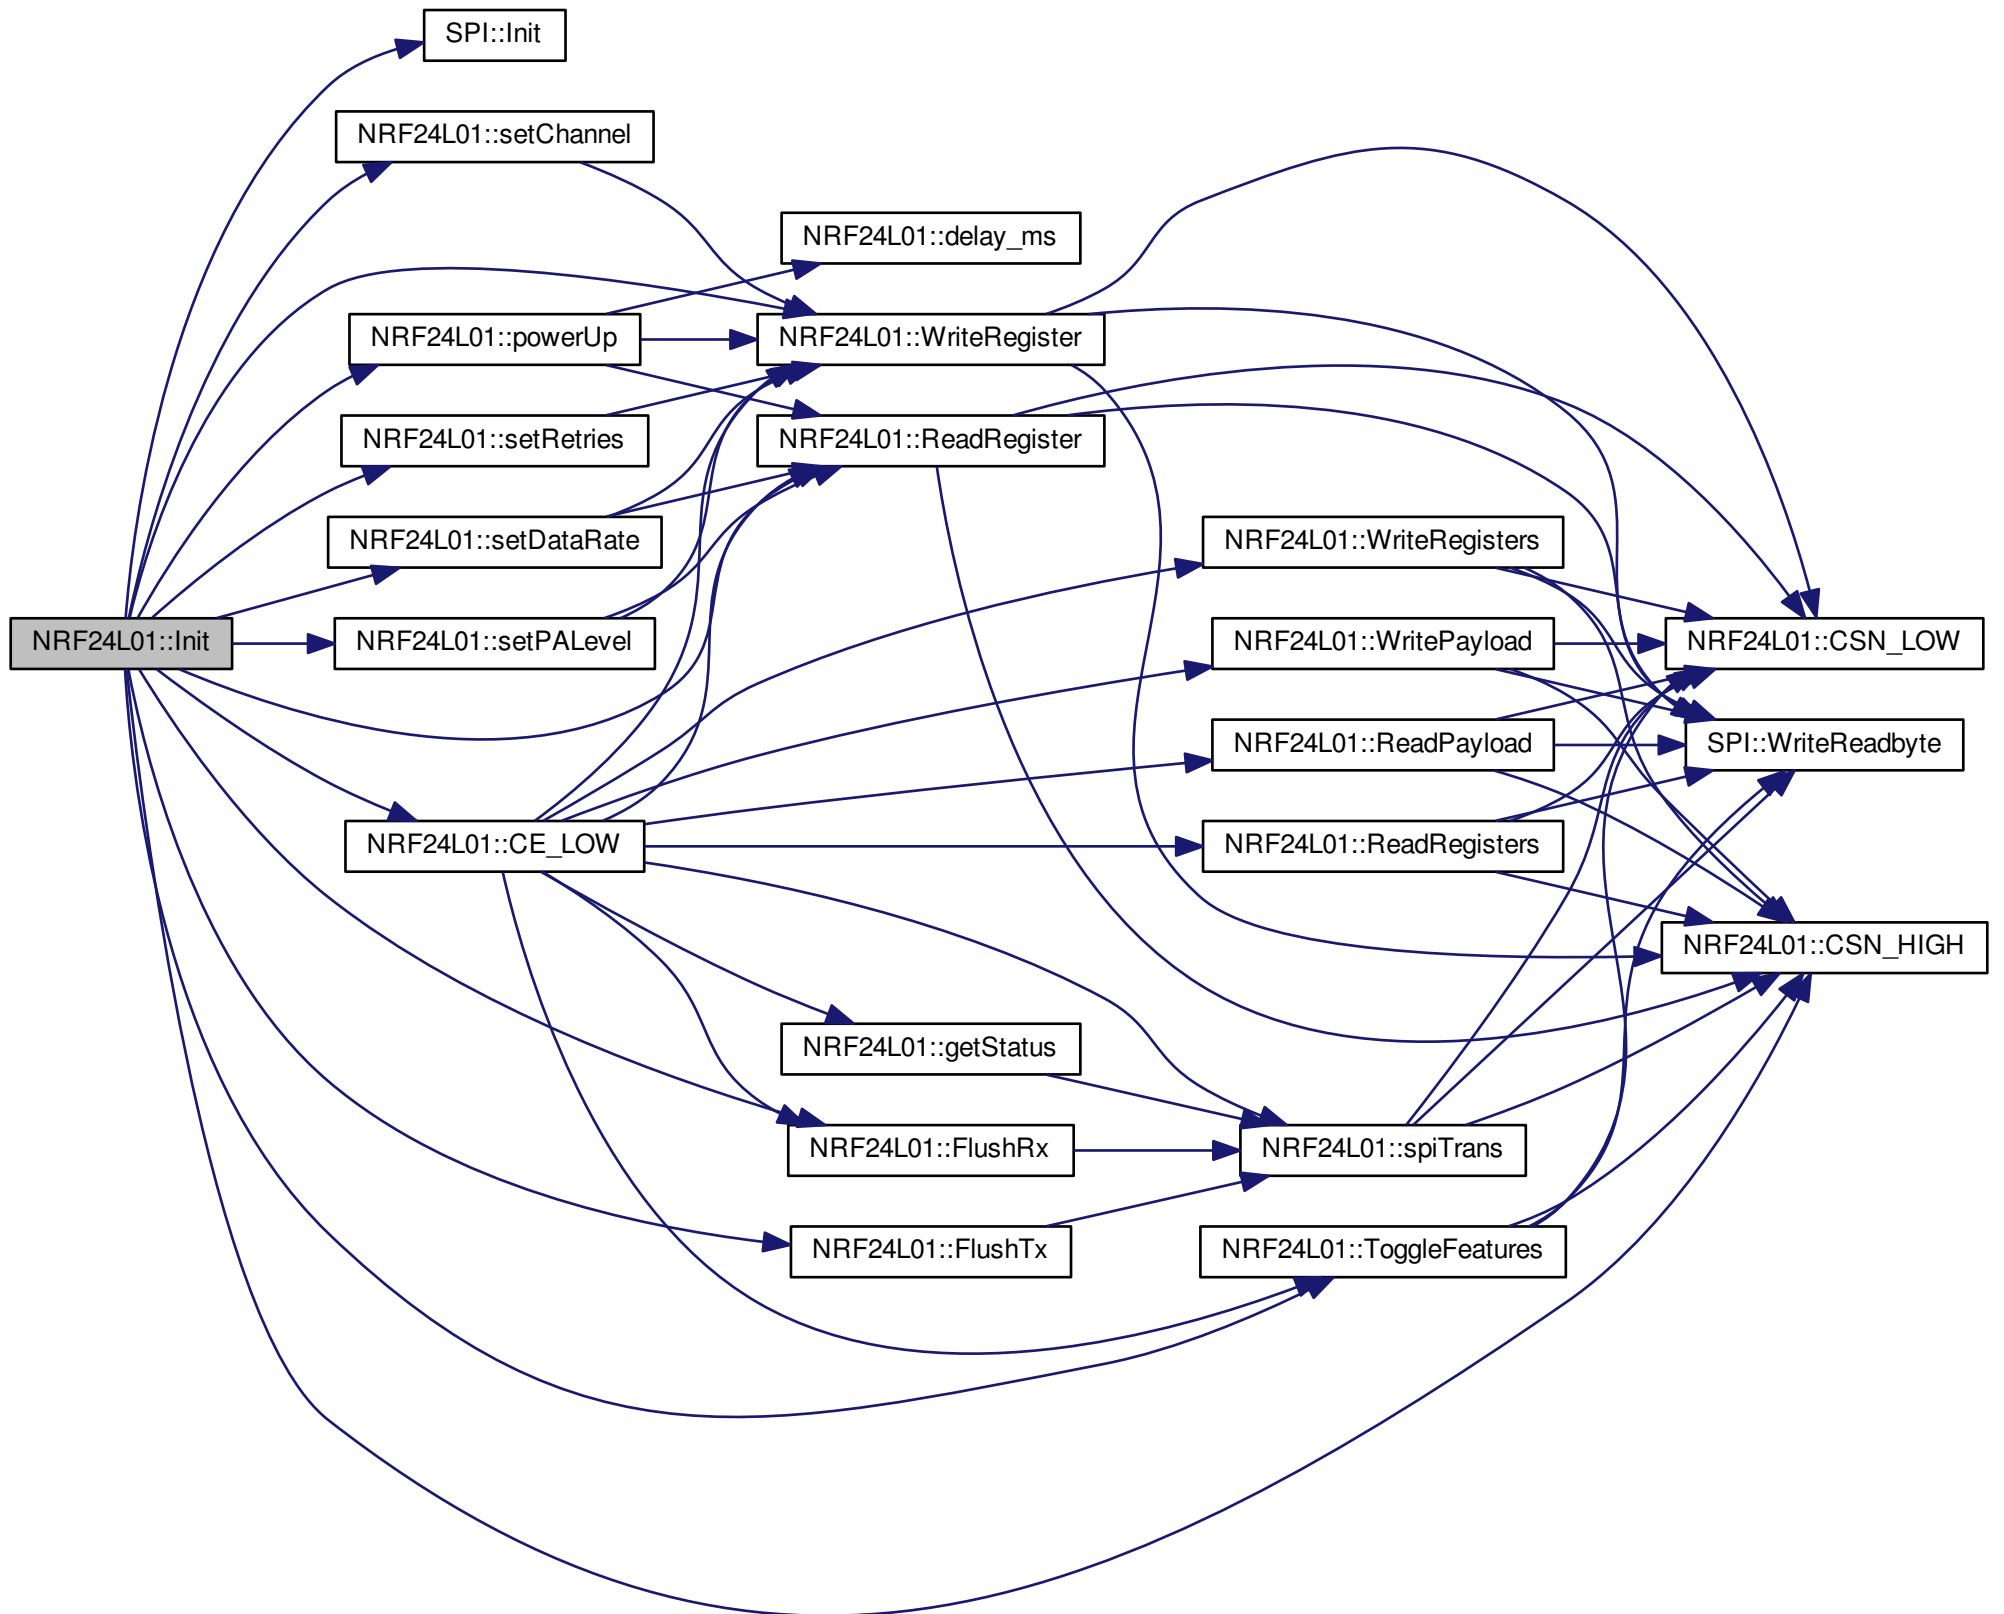 SPI::Init
NRF24L01::setChannel
NRF24L01::delay_ms
NRF24L01::powerUp
NRF24L01::WriteRegister
NRF24L01::setRetries
NRF24L01::ReadRegister
NRF24L01::setDataRate
NRF24L01::WriteRegisters
NRF24L01::Init
NRF24L01::setPALevel
NRF24L01::WritePayload
NRF24L01::CSN_LOW
NRF24L01::ReadPayload
SPI::WriteReadbyte
NRF24L01::CE_LOW
NRF24L01::ReadRegisters
NRF24L01::CSN_HIGH
NRF24L01::getStatus
NRF24L01::FlushRx
NRF24L01::spiTrans
NRF24L01::FlushTx
NRF24L01::ToggleFeatures